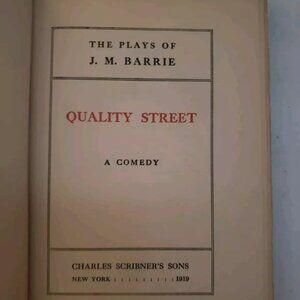 THE PLAYS OF
J. M. BARRIE
QUALITY STREET
A COMEDY
CHARLES SCRIBNER'S SONS
NEW YORK : : : : : : : : : 1919